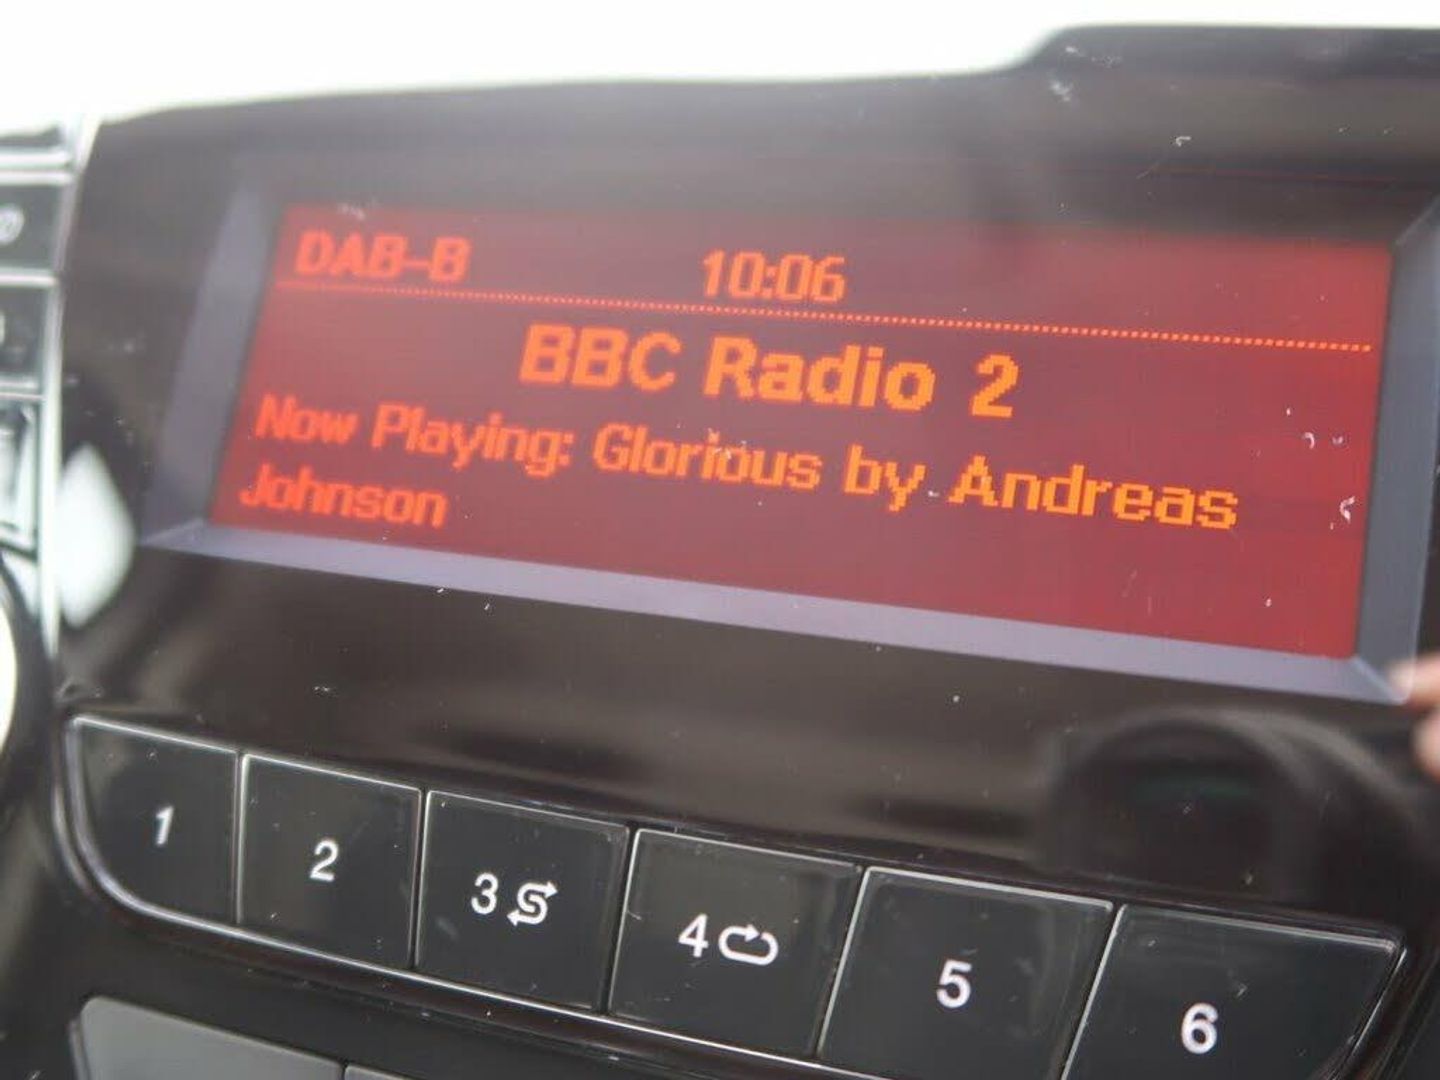 DAB-B 10:06
BBC Radio 2
Now Playing: Glorious by Andreas
Johnson
1 2 3 4 5 6